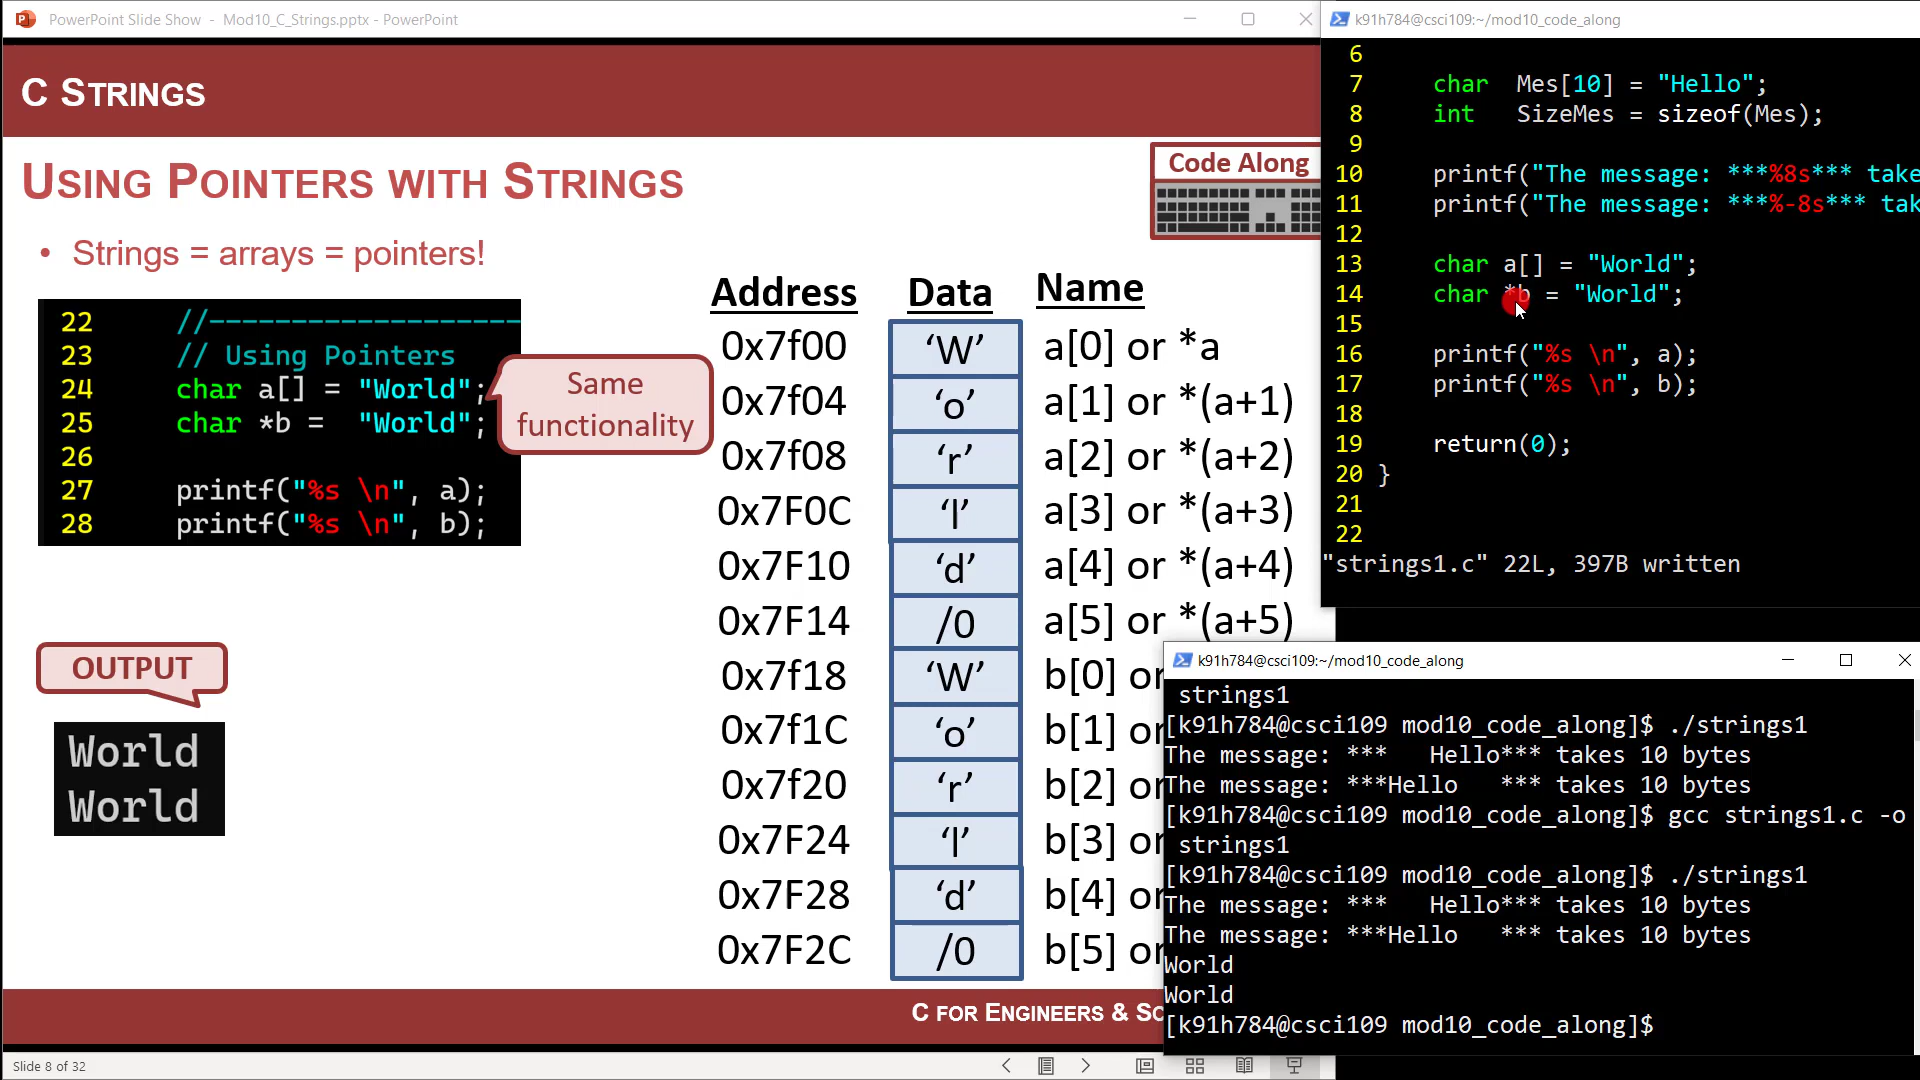 PowerPoint Slide Show - Mod10_C_Strings.pptx - PowerPoint
C STRINGS
USING POINTERS WITH STRINGS
Code Along
• Strings = arrays = pointers!
22 //--------------------
23 // Using Pointers
24 char a[] = "World";
25 char *b = "World";
26
27 printf("%s \n", a);
28 printf("%s \n", b);
Same
functionality
OUTPUT
World
World
Address Data Name
0x7f00 ‘W’ a[0] or *a
0x7f04 ‘o’ a[1] or *(a+1)
0x7f08 ‘r’ a[2] or *(a+2)
0x7F0C ‘l’ a[3] or *(a+3)
0x7F10 ‘d’ a[4] or *(a+4)
0x7F14 /0 a[5] or *(a+5)
0x7f18 ‘W’ b[0] or
0x7f1C ‘o’ b[1] or
0x7f20 ‘r’ b[2] or
0x7F24 ‘l’ b[3] or
0x7F28 ‘d’ b[4] or
0x7F2C /0 b[5] or
C FOR ENGINEERS & SC
Slide 8 of 32
k91h784@csci109:~/mod10_code_along
6
7 char Mes[10] = "Hello";
8 int SizeMes = sizeof(Mes);
9
10 printf("The message: ***%8s*** take
11 printf("The message: ***%-8s*** tak
12
13 char a[] = "World";
14 char *b = "World";
15
16 printf("%s \n", a);
17 printf("%s \n", b);
18
19 return(0);
20 }
21
22
"strings1.c" 22L, 397B written
k91h784@csci109:~/mod10_code_along
strings1
[k91h784@csci109 mod10_code_along]$ ./strings1
The message: ***   Hello*** takes 10 bytes
The message: ***Hello   *** takes 10 bytes
[k91h784@csci109 mod10_code_along]$ gcc strings1.c -o
strings1
[k91h784@csci109 mod10_code_along]$ ./strings1
The message: ***   Hello*** takes 10 bytes
The message: ***Hello   *** takes 10 bytes
World
World
[k91h784@csci109 mod10_code_along]$